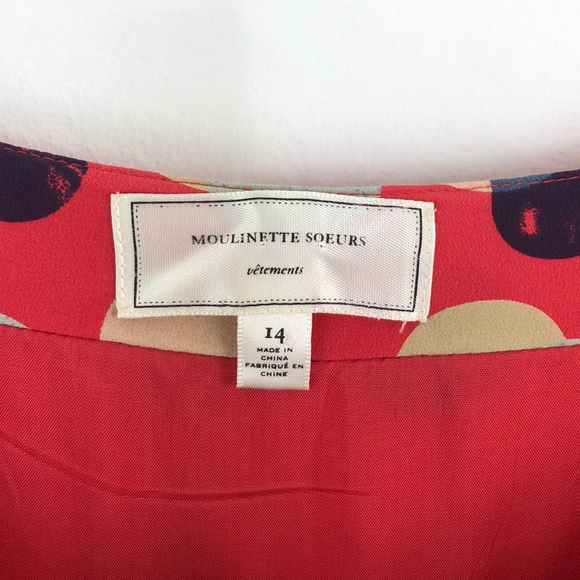 MOULINETTE SOEURS
vêtements
14
MADE IN
CHINA
FABRIQUÉ EN
CHINE